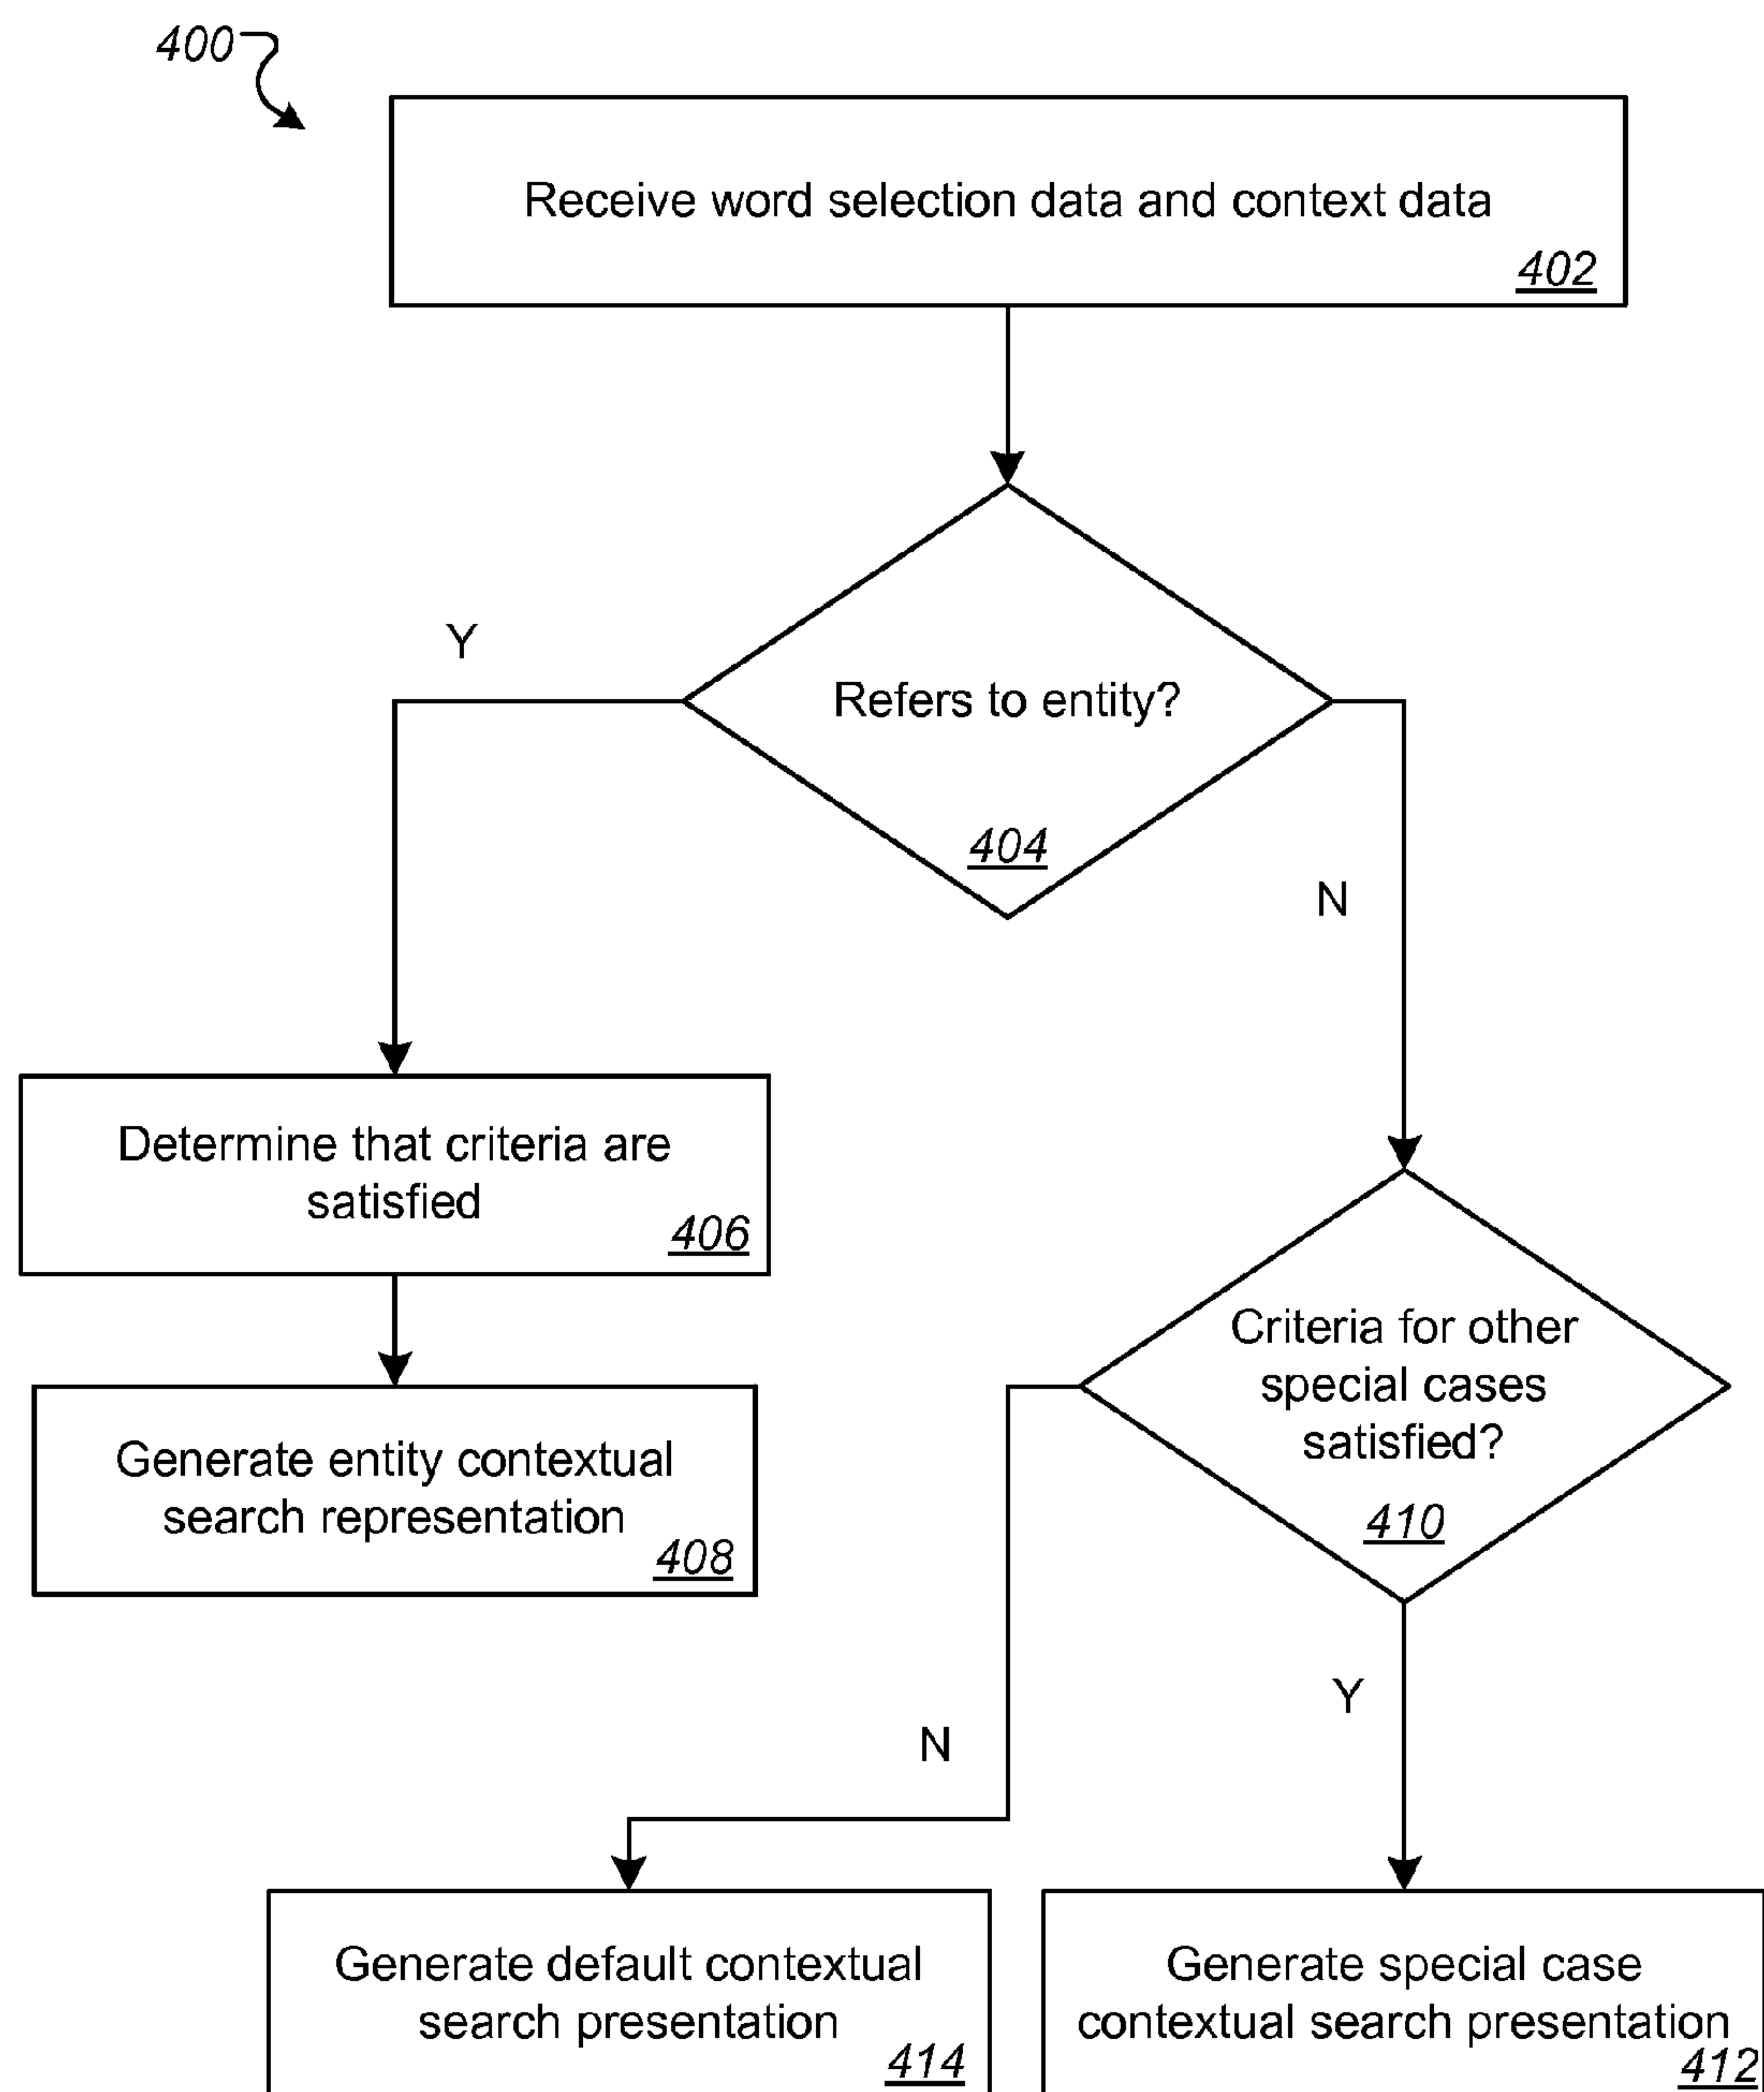 400
Receive word selection data and context data
402
Y
Refers to entity?
404
N
Determine that criteria are
satisfied
406
Generate entity contextual
search representation
408
Criteria for other
special cases
satisfied?
410
Y
N
Generate default contextual
search presentation
414
Generate special case
contextual search presentation
412